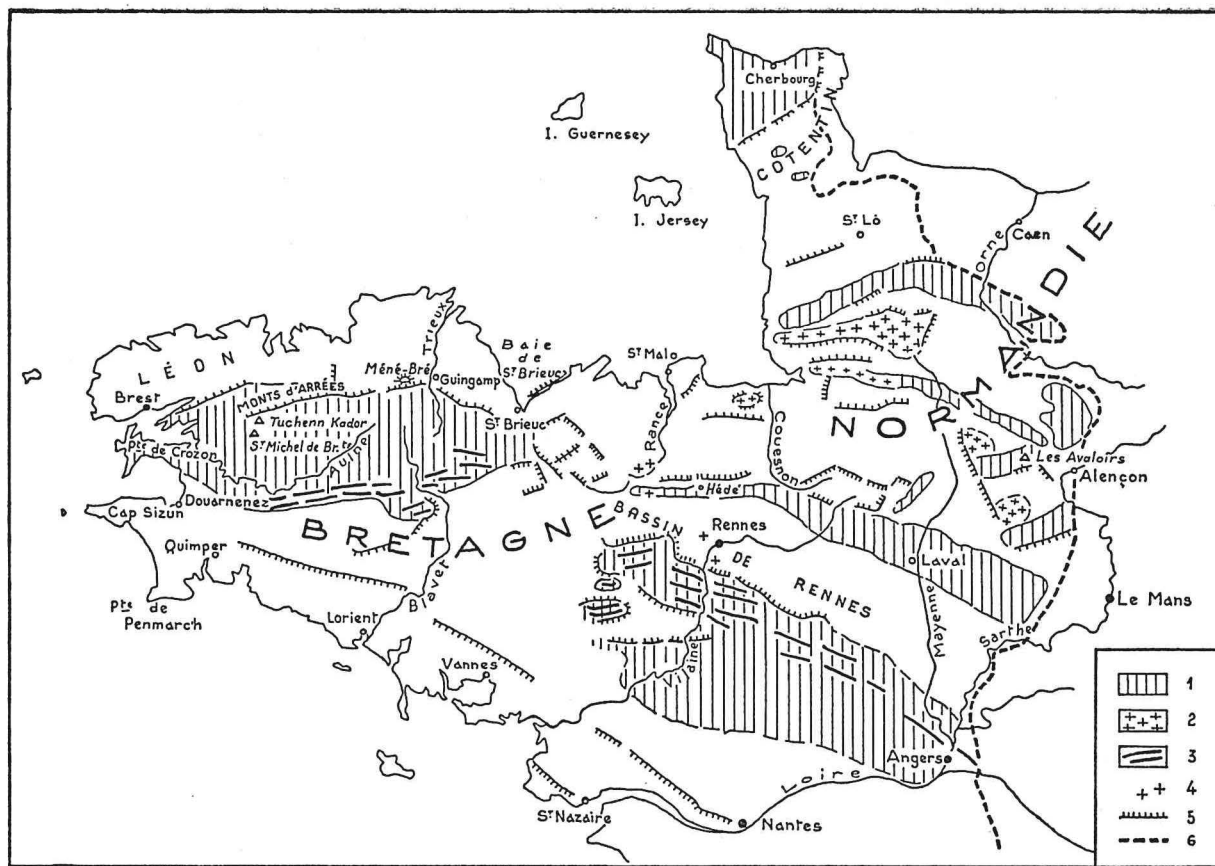 Cherbourg
I. Guernesey
COTENTIN
I. Jersey
Sᵀ Lô
Orne
Caen
NORMANDIE
Trieux
Baie de Sᵀ Brieuc
Sᵀ Malo
LÉON
Méné-Bré
Guingamp
MONTS d'ARRÉES
Brest
Tuchenn Kador
Sᵀ Brieuc
Rance
Couesnon
Sᵀ Michel de Br.ᵗᵉ
Les Avaloirs
Pᵗᵉ de Crozon
Aulne
Alençon
Hédé
Douarnenez
Cap Sizun
BRETAGNE
BASSIN DE RENNES
Rennes
Quimper
Laval
Blavet
Mayenne
Le Mans
Pᵗᵉ de Penmarc'h
Lorient
Sarthe
Vannes
Angers
Loire
Sᵀ Nazaire
Nantes
1
2
3
4
5
6